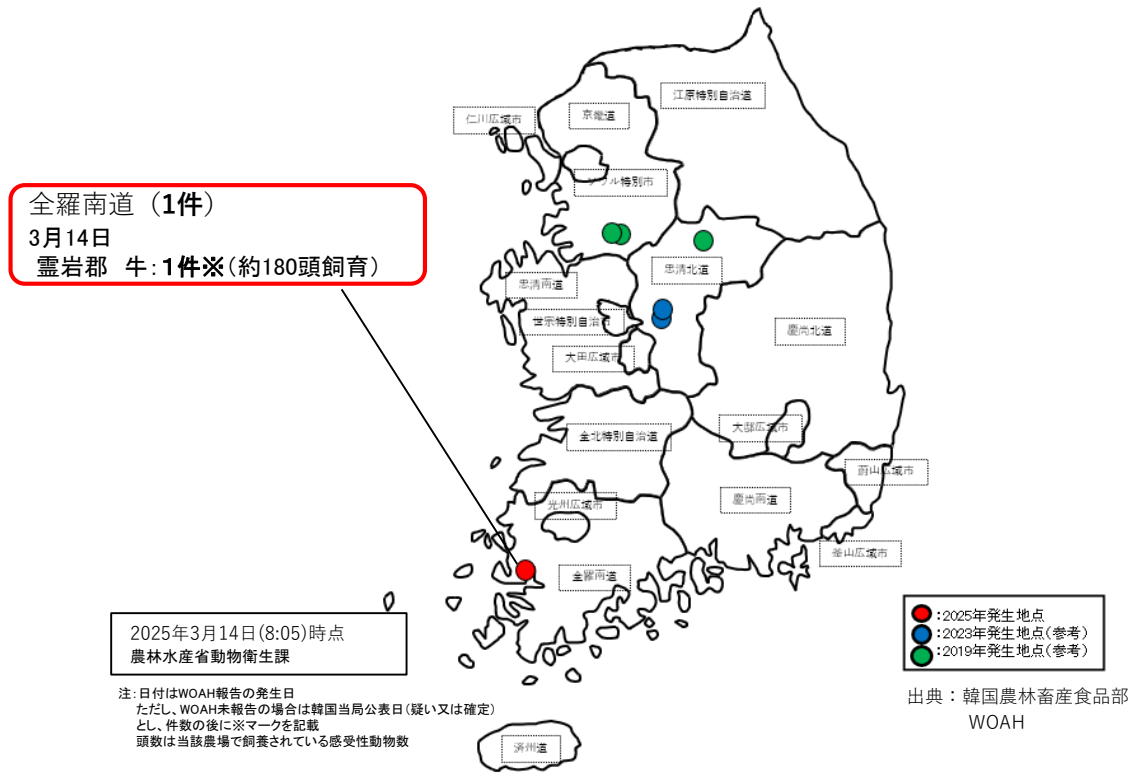 江原特別自治道
京畿道
仁川広域市
ソウル特別市
全羅南道（1件）
3月14日
霊岩郡　牛：1件※（約180頭飼育）
忠清北道
忠清南道
世宗特別自治市
慶尚北道
大田広域市
大邱広域市
全北特別自治道
蔚山広域市
慶尚南道
光州広域市
釜山広域市
全羅南道
2025年3月14日(8:05)時点
農林水産省動物衛生課
：2025年発生地点
：2023年発生地点(参考)
：2019年発生地点(参考)
注：日付はWOAH報告の発生日
ただし、WOAH未報告の場合は韓国当局公表日(疑い又は確定)
とし、件数の後に※マークを記載
頭数は当該農場で飼養されている感受性動物数
出典：韓国農林畜産食品部
WOAH
済州道